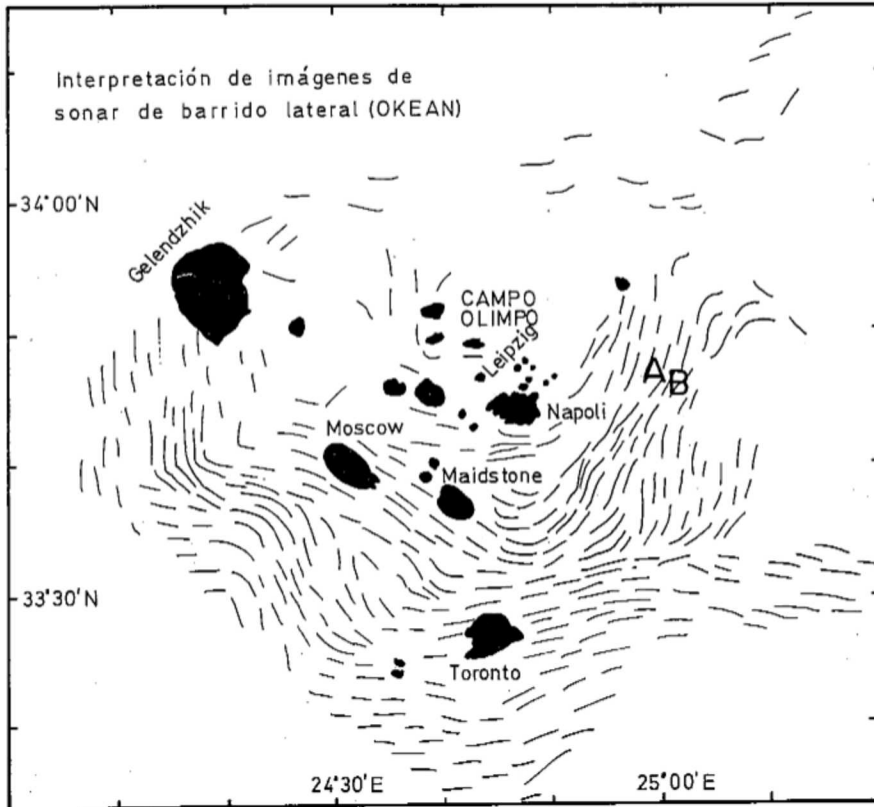 Interpretación de imágenes de
sonar de barrido lateral (OKEAN)
34°00'N
Gelendzhik
CAMPO
OLIMPO
Leipzig
A
B
Napoli
Moscow
Maidstone
33°30'N
Toronto
24°30'E
25°00'E